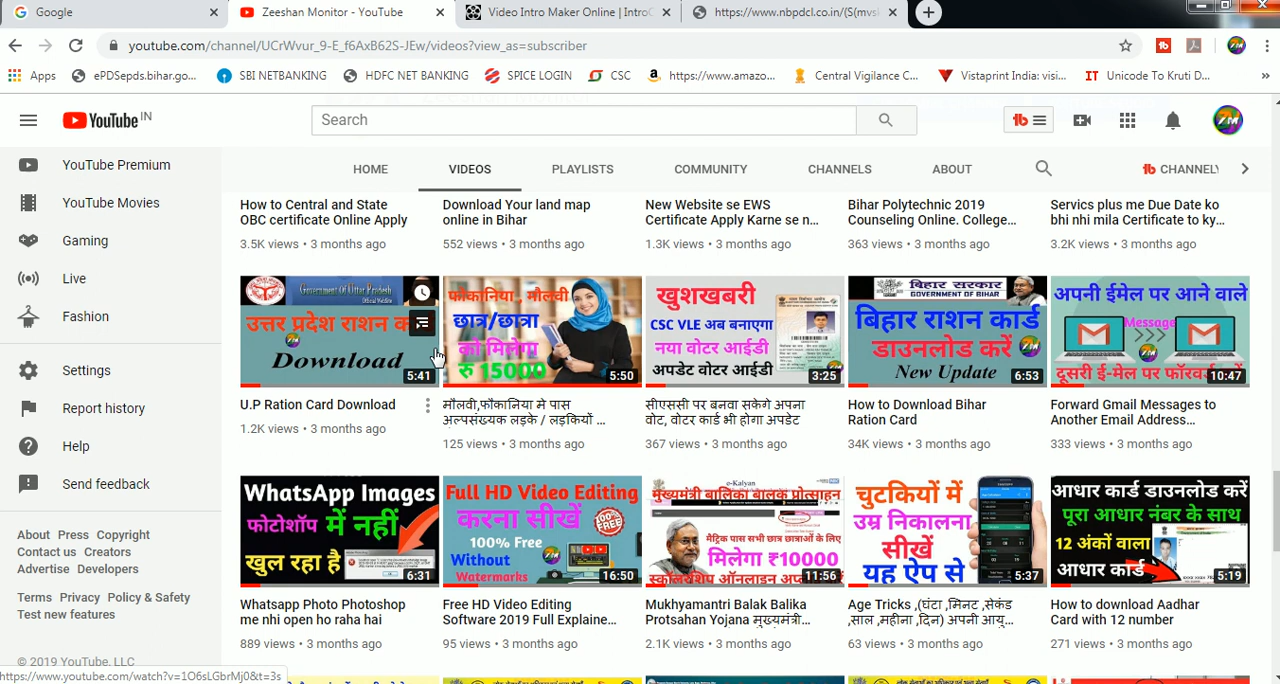 Google
Zeeshan Monitor - YouTube
Video Intro Maker Online | Intro
https://www.nbpdcl.co.in/(S(mvs
youtube.com/channel/UCrWvur_9-E_f6AxB62S-JEw/videos?view_as=subscriber
Apps
ePDSepds.bihar.go...
SBI NETBANKING
HDFC NET BANKING
SPICE LOGIN
CSC
https://www.amazo...
Central Vigilance C...
Vistaprint India: visi...
IT Unicode To Kruti D...
YouTube IN
Search
YouTube Premium
YouTube Movies
Gaming
Live
Fashion
Settings
Report history
Help
Send feedback
About Press Copyright
Contact us Creators
Advertise Developers
Terms Privacy Policy & Safety
Test new features
© 2019 YouTube, LLC
https://www.youtube.com/watch?v=1O6sLGbrMj0&t=3s
HOME VIDEOS PLAYLISTS COMMUNITY CHANNELS ABOUT CHANNELY
How to Central and State
OBC certificate Online Apply
3.5K views • 3 months ago
Download Your land map
online in Bihar
552 views • 3 months ago
New Website se EWS
Certificate Apply Karne se n...
1.3K views • 3 months ago
Bihar Polytechnic 2019
Counseling Online. College...
363 views • 3 months ago
Servics plus me Due Date ko
bhi nhi mila Certificate to ky...
3.2K views • 3 months ago
Government Of Uttar Pradesh
उत्तर प्रदेश राशन का
Download
5:41
U.P Ration Card Download
1.2K views • 3 months ago
फोकानिया, मौलवी
छात्र/छात्रा
को मिलेगा
रु 15000
5:50
मौलवी,फोकानिया मे पास
अल्पसंख्यक लड़के / लड़कियों ...
125 views • 3 months ago
खुशखबरी
CSC VLE अब बनाएगा
नया वोटर आईडी
अपडेट वोटर आईडी
3:25
सीएससी पर बनवा सकेगे अपना
वोट, वोटर कार्ड भी होगा अपडेट
367 views • 3 months ago
बिहार सरकार
GOVERNMENT OF BIHAR
बिहार राशन कार्ड
डाउनलोड करें
New Update
6:53
How to Download Bihar
Ration Card
34K views • 3 months ago
अपनी ईमेल पर आने वाले
Message
दूसरी ई-मेल पर फॉरवर्ड
10:47
Forward Gmail Messages to
Another Email Address...
333 views • 3 months ago
WhatsApp Images
फोटोशॉप में नहीं
खुल रहा है
6:31
Whatsapp Photo Photoshop
me nhi open ho raha hai
889 views • 3 months ago
Full HD Video Editing
करना सीखें
100% Free
Without
Watermarks
16:50
Free HD Video Editing
Software 2019 Full Explaine...
95 views • 3 months ago
e-Kalyan
मुख्यमंत्री बालिका बालक प्रोत्साहन
मैट्रिक पास सभी छात्र छात्राओं के लिए
मिलेगा ₹10000
11:56
Mukhyamantri Balak Balika
Protsahan Yojana मुख्यमंत्री...
2.1K views • 3 months ago
चुटकियों में
उम्र निकालना
सीखें
यह ऐप से
5:37
Age Tricks ,(घंटा ,मिनट ,सेकंड
,साल ,महीना ,दिन) अपनी आयु...
63 views • 3 months ago
आधार कार्ड डाउनलोड करें
पूरा आधार नंबर के साथ
12 अंकों वाला
आधार कार्ड
5:19
How to download Aadhar
Card with 12 number
271 views • 3 months ago